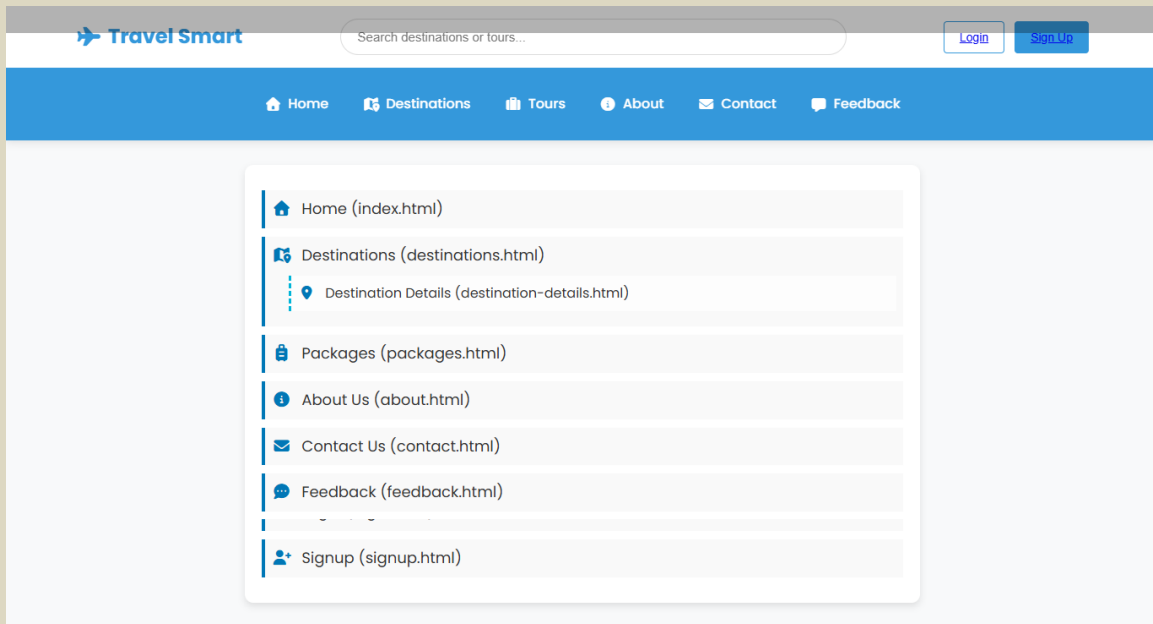 Travel Smart
Search destinations or tours...
Login
Sign Up
Home
Destinations
Tours
About
Contact
Feedback
Home (index.html)
Destinations (destinations.html)
Destination Details (destination-details.html)
Packages (packages.html)
About Us (about.html)
Contact Us (contact.html)
Feedback (feedback.html)
Signup (signup.html)